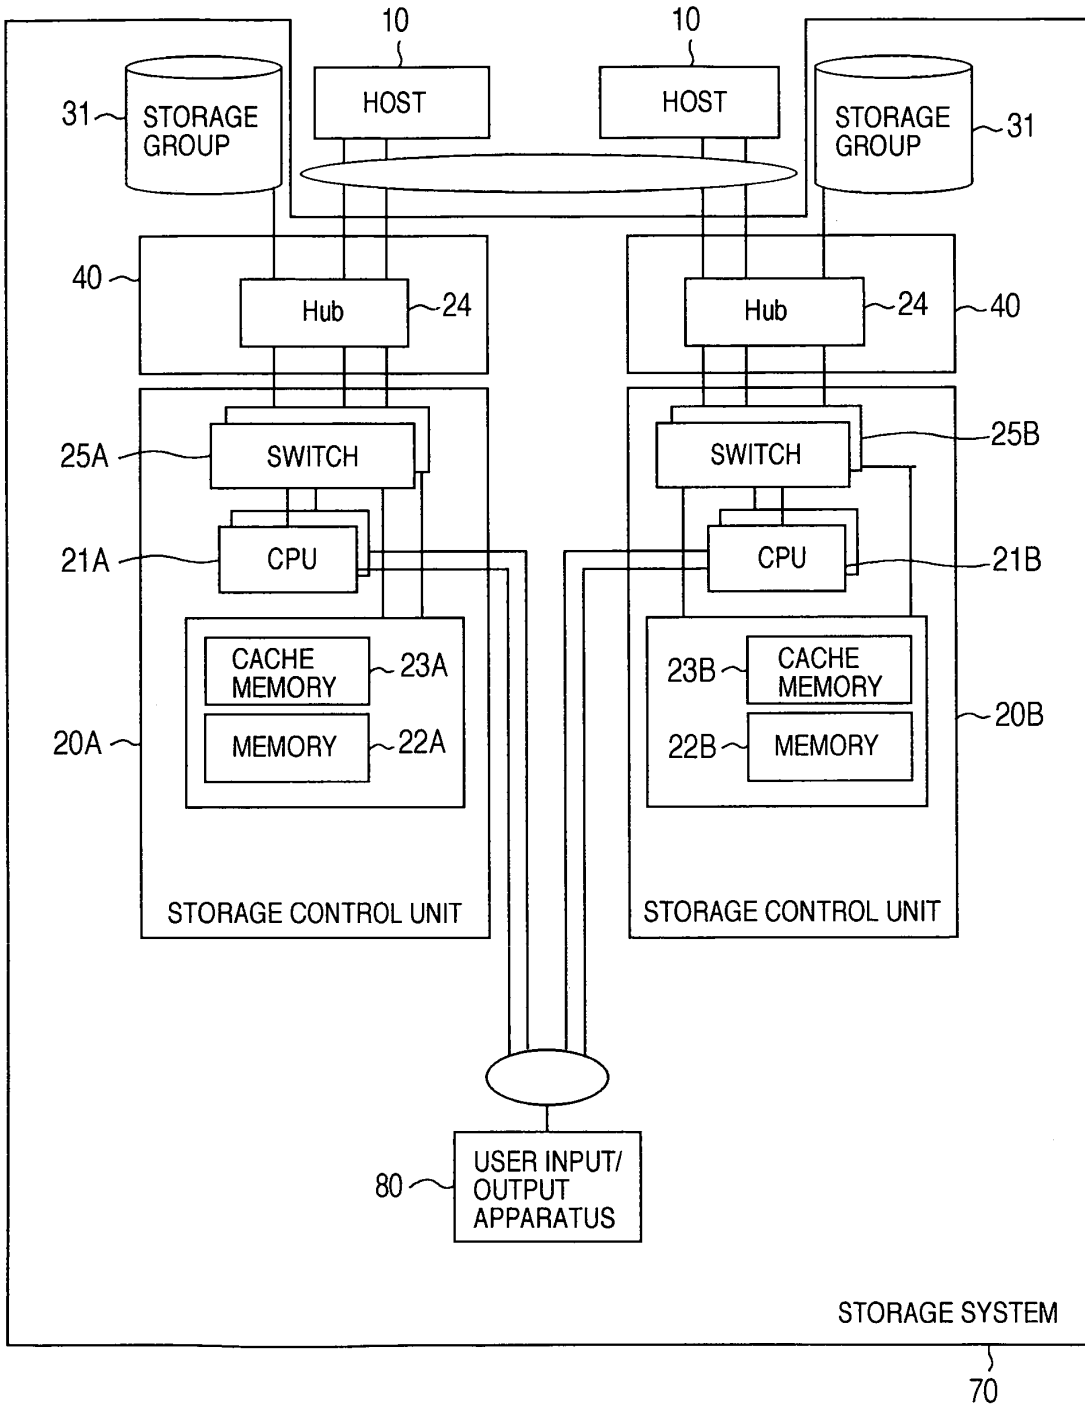 10
10
31
STORAGE
GROUP
HOST
HOST
STORAGE
GROUP
31
40
Hub
24
Hub
24
40
25A
SWITCH
SWITCH
25B
21A
CPU
CPU
21B
CACHE
MEMORY
23A
23B
CACHE
MEMORY
20A
MEMORY
22A
22B
MEMORY
20B
STORAGE CONTROL UNIT
STORAGE CONTROL UNIT
80
USER INPUT/
OUTPUT
APPARATUS
STORAGE SYSTEM
70